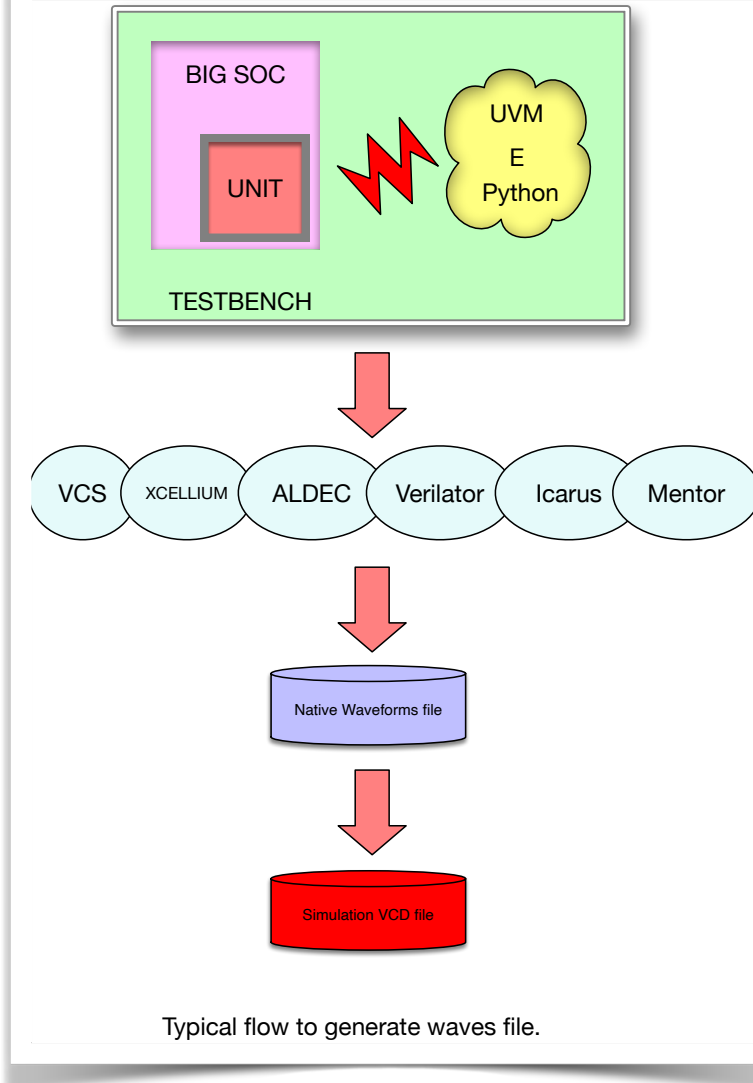 BIG SOC
UNIT
UVM
E
Python
TESTBENCH
VCS
XCELLIUM
ALDEC
Verilator
Icarus
Mentor
Native Waveforms file
Simulation VCD file
Typical flow to generate waves file.